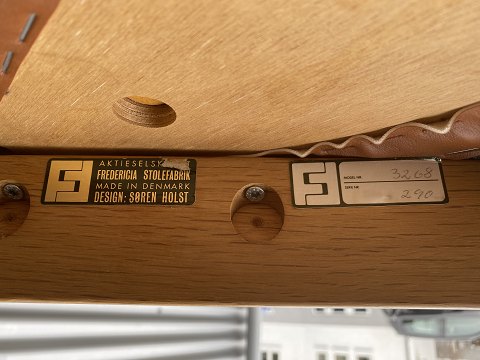 AKTIESELSK
FREDERICIA STOLEFABRIK
MADE IN DENMARK
DESIGN: SØREN HOLST
MODEL NR. 3268
SERIE NR. 290